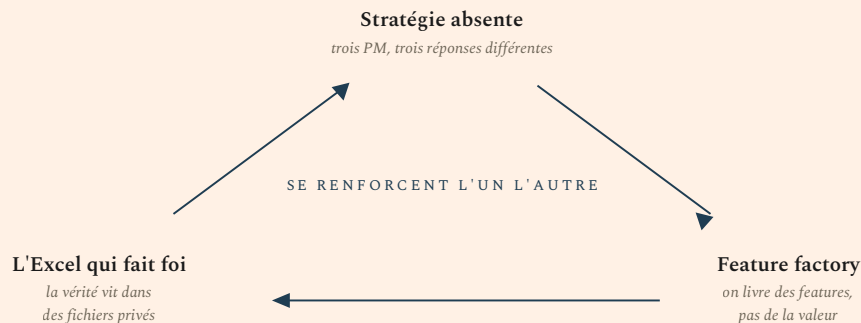 Stratégie absente
trois PM, trois réponses différentes
SE RENFORCENT L'UN L'AUTRE
L'Excel qui fait foi
la vérité vit dans
des fichiers privés
Feature factory
on livre des features,
pas de la valeur